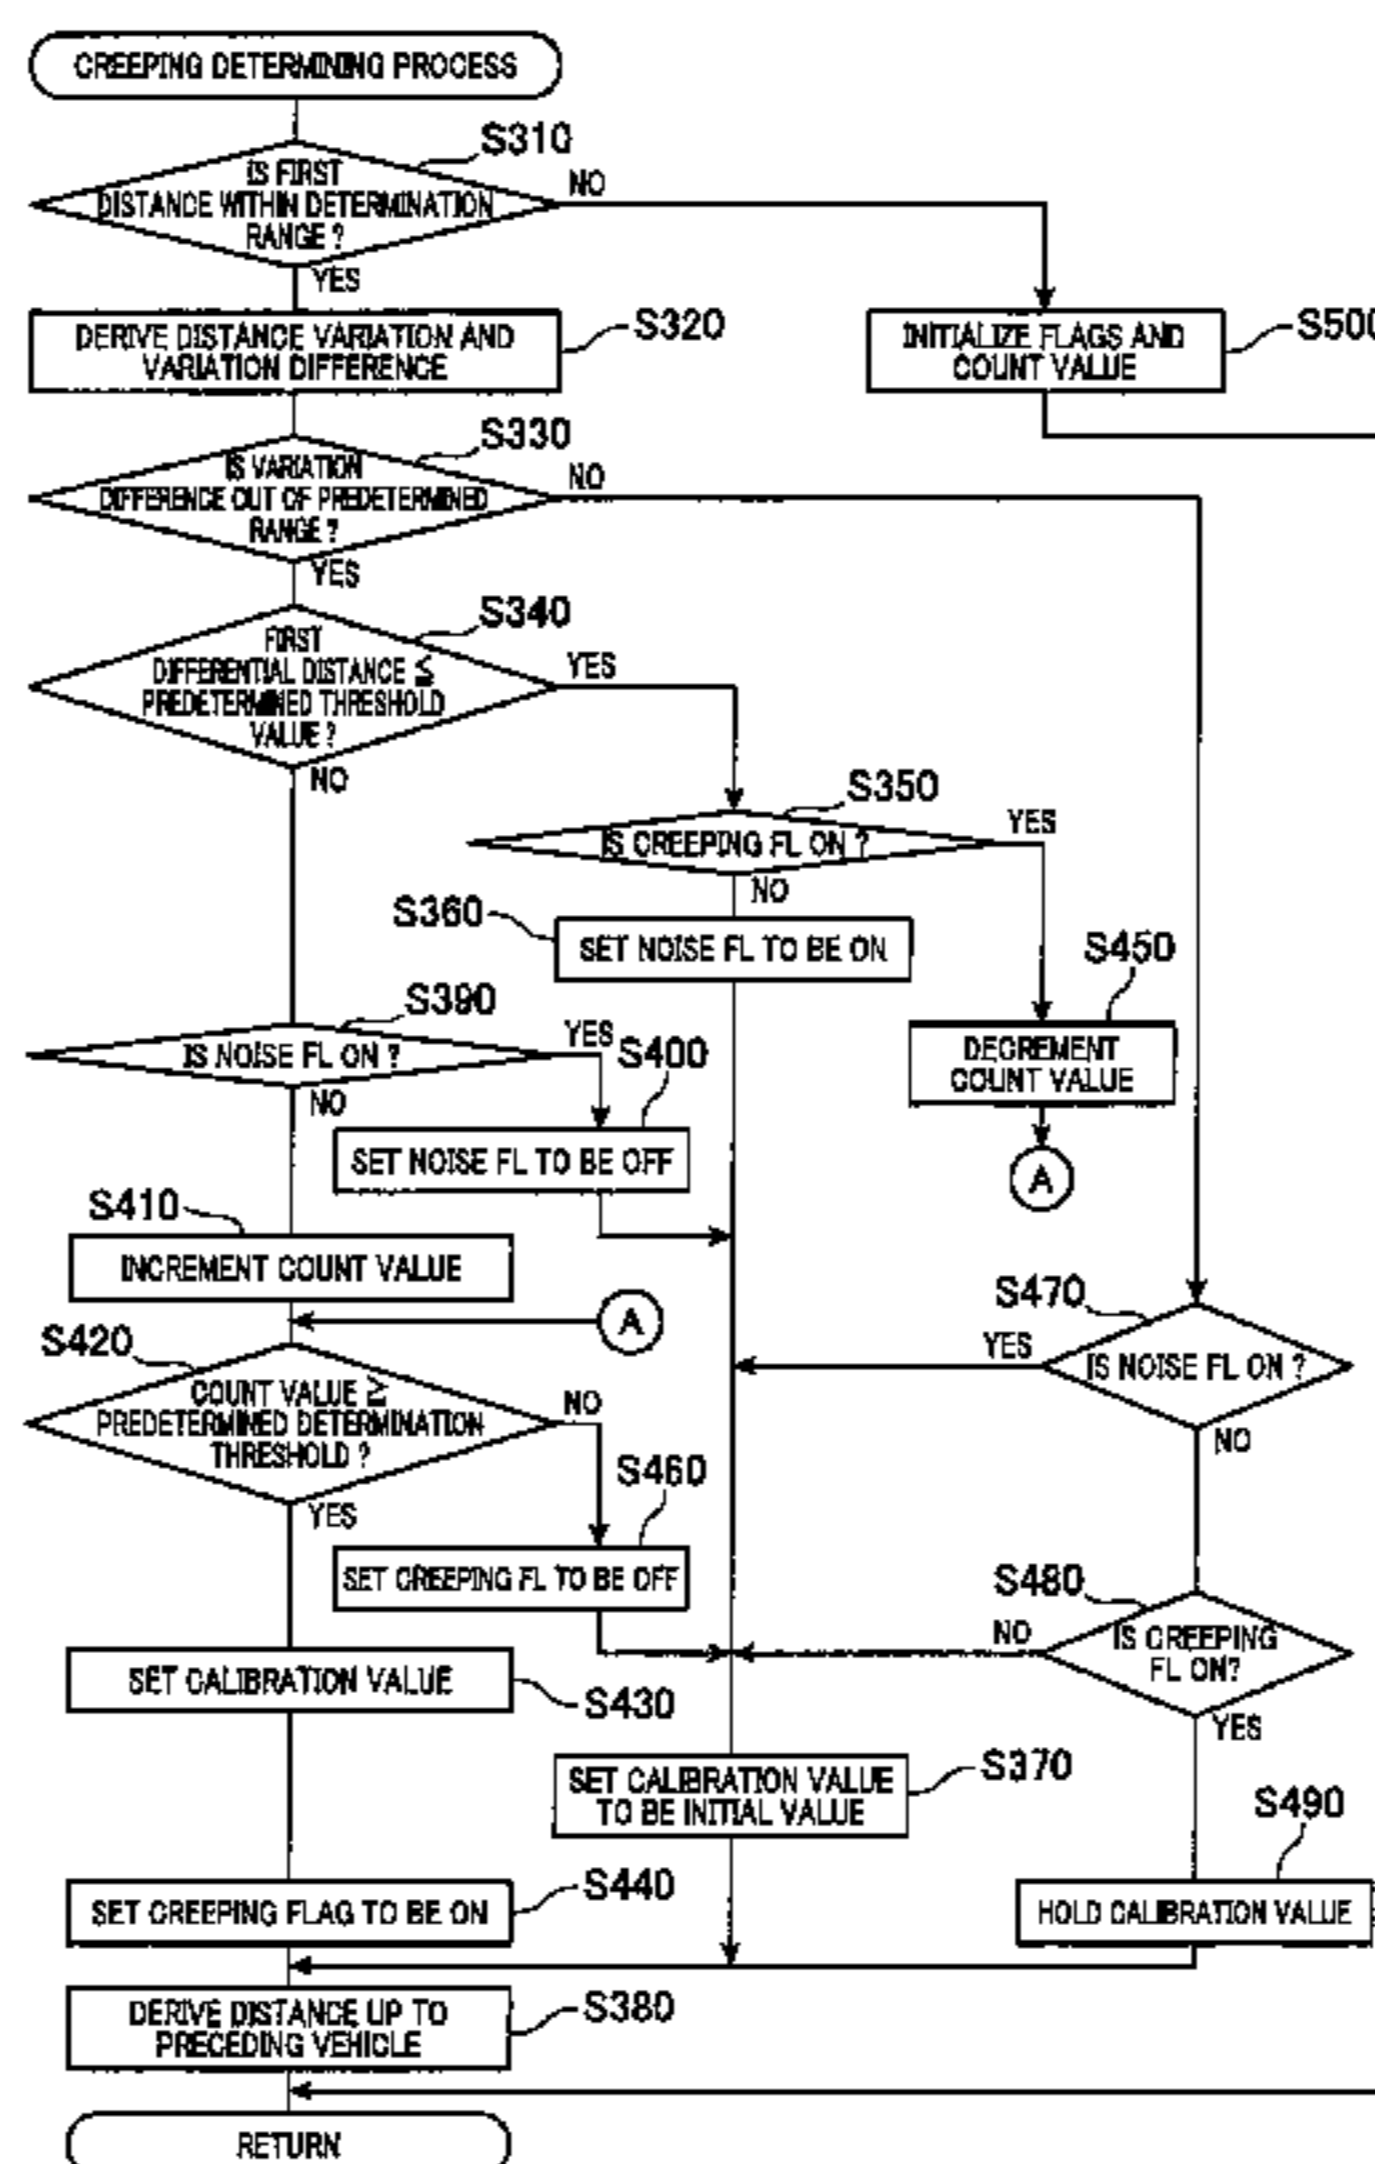 CREEPING DETERMINING PROCESS
S310
IS FIRST
DISTANCE WITHIN DETERMINATION
RANGE ?
NO
YES
DERIVE DISTANCE VARIATION AND
VARIATION DIFFERENCE
S320
INITIALIZE FLAGS AND
COUNT VALUE
S500
S330
IS VARIATION
DIFFERENCE OUT OF PREDETERMINED
RANGE ?
NO
YES
S340
FIRST
DIFFERENTIAL DISTANCE ≦
PREDETERMINED THRESHOLD
VALUE ?
YES
NO
S350
IS CREEPING FL ON ?
YES
NO
S360
SET NOISE FL TO BE ON
S450
DECREMENT
COUNT VALUE
A
S390
IS NOISE FL ON ?
YES
NO
S400
SET NOISE FL TO BE OFF
S410
INCREMENT COUNT VALUE
A
S470
IS NOISE FL ON ?
YES
NO
S420
COUNT VALUE ≧
PREDETERMINED DETERMINATION
THRESHOLD ?
NO
YES
S460
SET CREEPING FL TO BE OFF
S480
IS CREEPING
FL ON?
NO
YES
SET CALIBRATION VALUE
S430
SET CALIBRATION VALUE
TO BE INITIAL VALUE
S370
S490
HOLD CALIBRATION VALUE
SET CREEPING FLAG TO BE ON
S440
DERIVE DISTANCE UP TO
PRECEDING VEHICLE
S380
RETURN